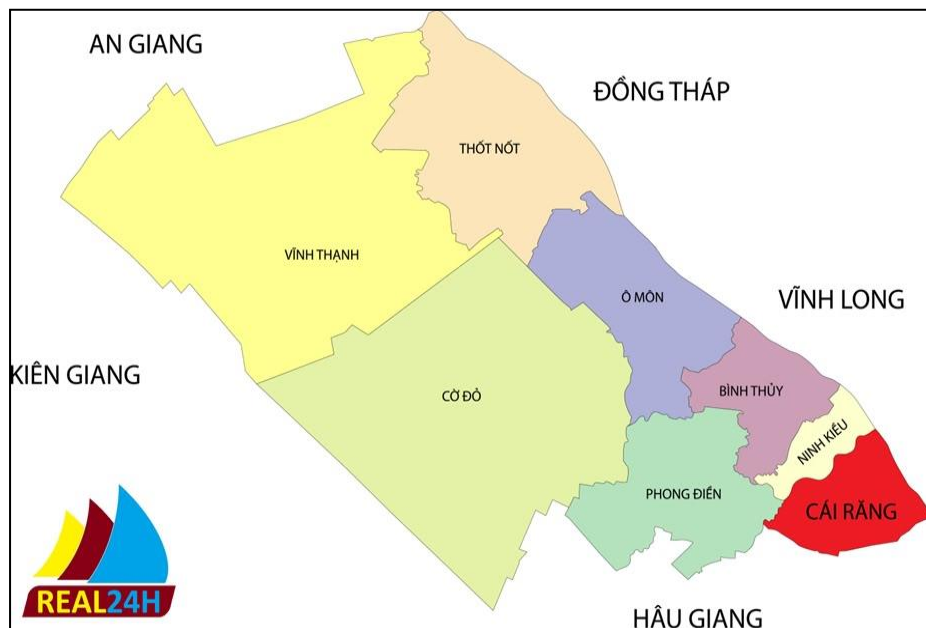 AN GIANG
ĐỒNG THÁP
THỐT NỐT
VĨNH THẠNH
Ô MÔN
VĨNH LONG
KIÊN GIANG
CỜ ĐỎ
BÌNH THỦY
NINH KIỀU
PHONG ĐIỀN
CÁI RĂNG
REAL24H
HÂU GIANG